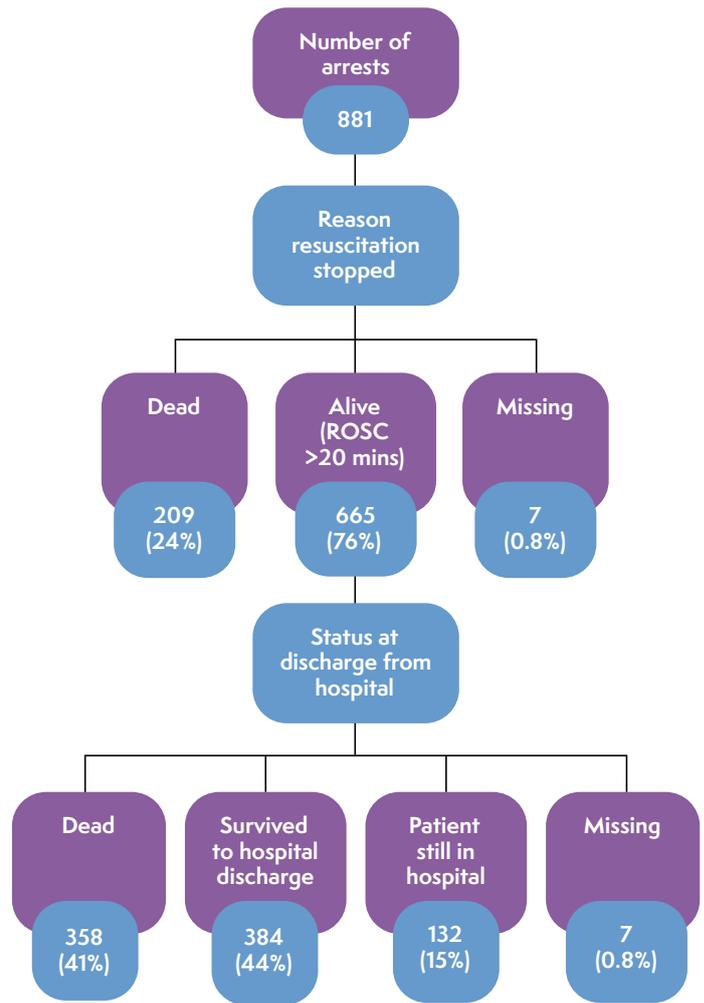 Number of
arrests
881
Reason
resuscitation
stopped
Dead
209
(24%)
Alive
(ROSC
>20 mins)
665
(76%)
Missing
7
(0.8%)
Status at
discharge from
hospital
Dead
358
(41%)
Survived
to hospital
discharge
384
(44%)
Patient
still in
hospital
132
(15%)
Missing
7
(0.8%)